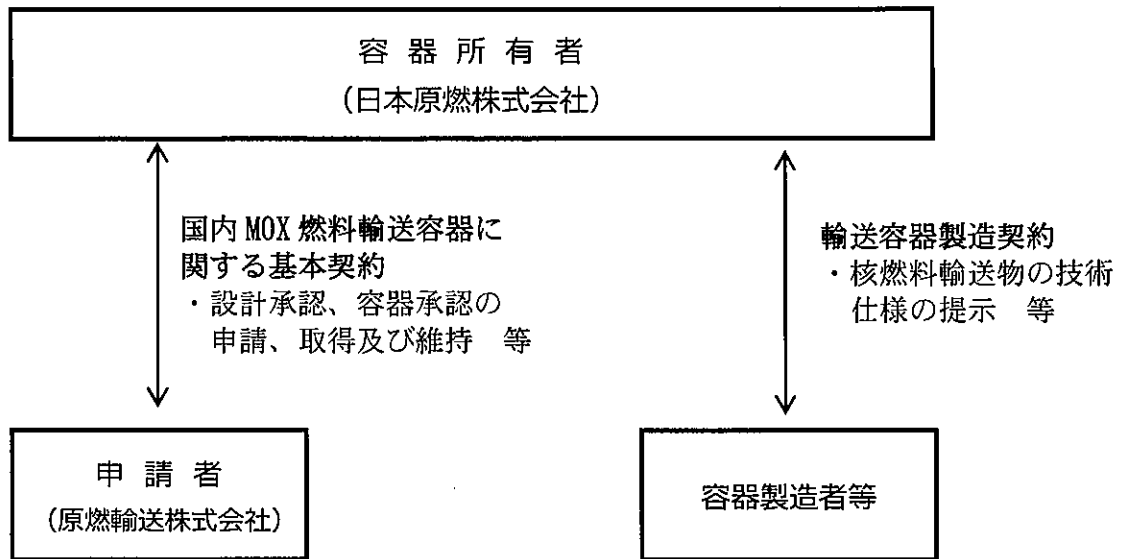 容器所有者
（日本原燃株式会社）
国内 MOX 燃料輸送容器に
関する基本契約
・設計承認、容器承認の
申請、取得及び維持　等
輸送容器製造契約
・核燃料輸送物の技術
仕様の提示　等
申請者
（原燃輸送株式会社）
容器製造者等